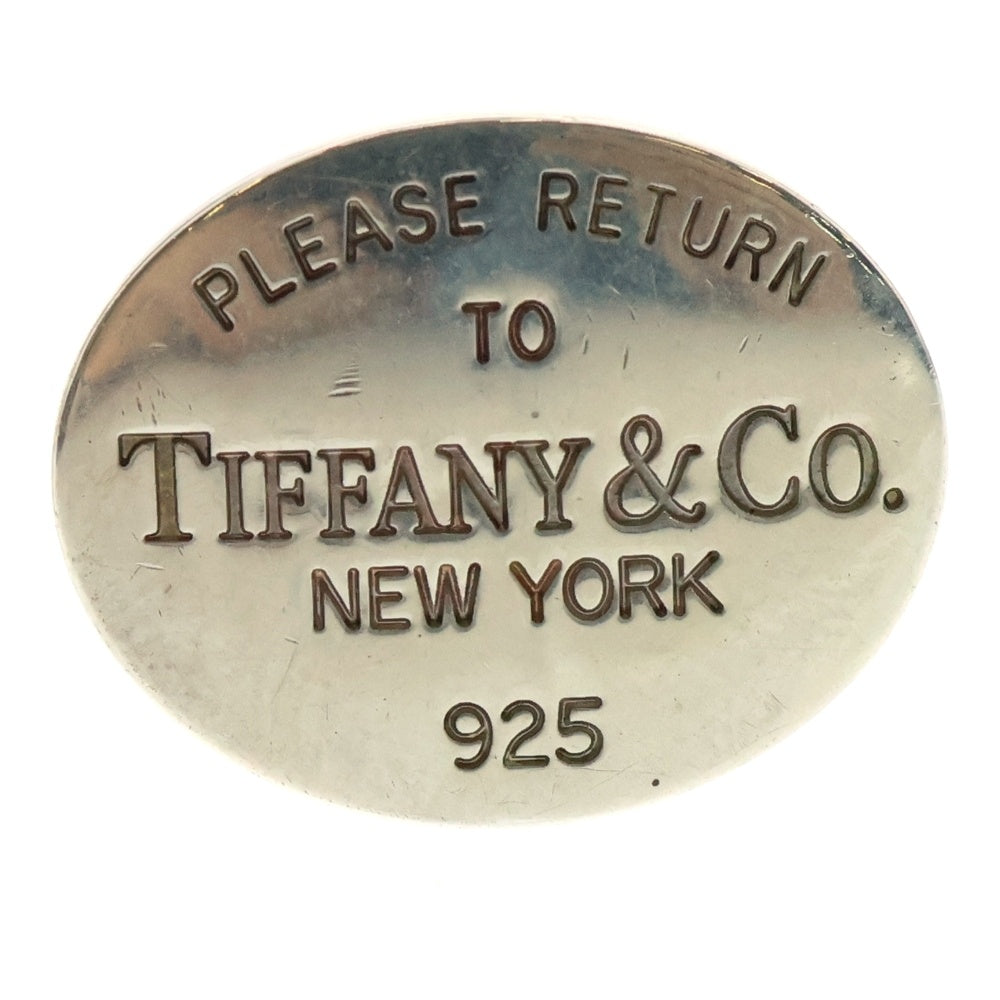 PLEASE RETURN
TO
TIFFANY & CO.
NEW YORK
925